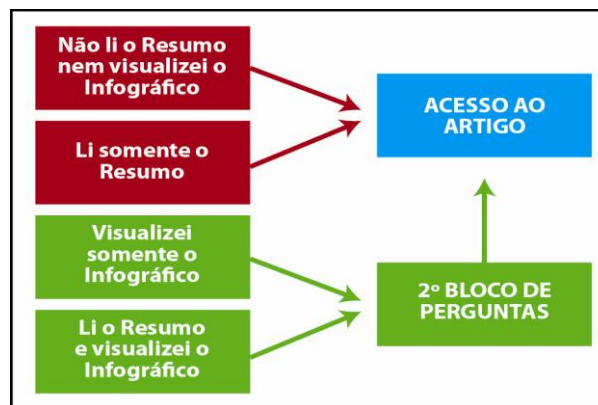 Não li o Resumo
nem visualizei o
Infográfico
Li somente o
Resumo
Visualizei
somente o
Infográfico
Li o Resumo
e visualizei o
Infográfico
ACESSO AO
ARTIGO
2º BLOCO DE
PERGUNTAS